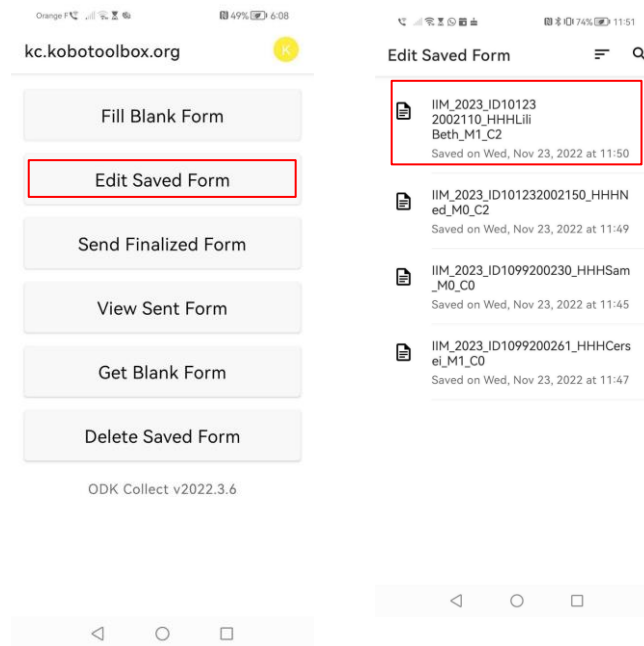 Orange F
49% 6:08
kc.kobotoolbox.org
K
Fill Blank Form
Edit Saved Form
Send Finalized Form
View Sent Form
Get Blank Form
Delete Saved Form
ODK Collect v2022.3.6
74% 11:51
Edit Saved Form
IIM_2023_ID10123
2002110_HHHLili
Beth_M1_C2
Saved on Wed, Nov 23, 2022 at 11:50
IIM_2023_ID101232002150_HHHN
ed_M0_C2
Saved on Wed, Nov 23, 2022 at 11:49
IIM_2023_ID1099200230_HHHSam
_M0_C0
Saved on Wed, Nov 23, 2022 at 11:45
IIM_2023_ID1099200261_HHHCers
ei_M1_C0
Saved on Wed, Nov 23, 2022 at 11:47